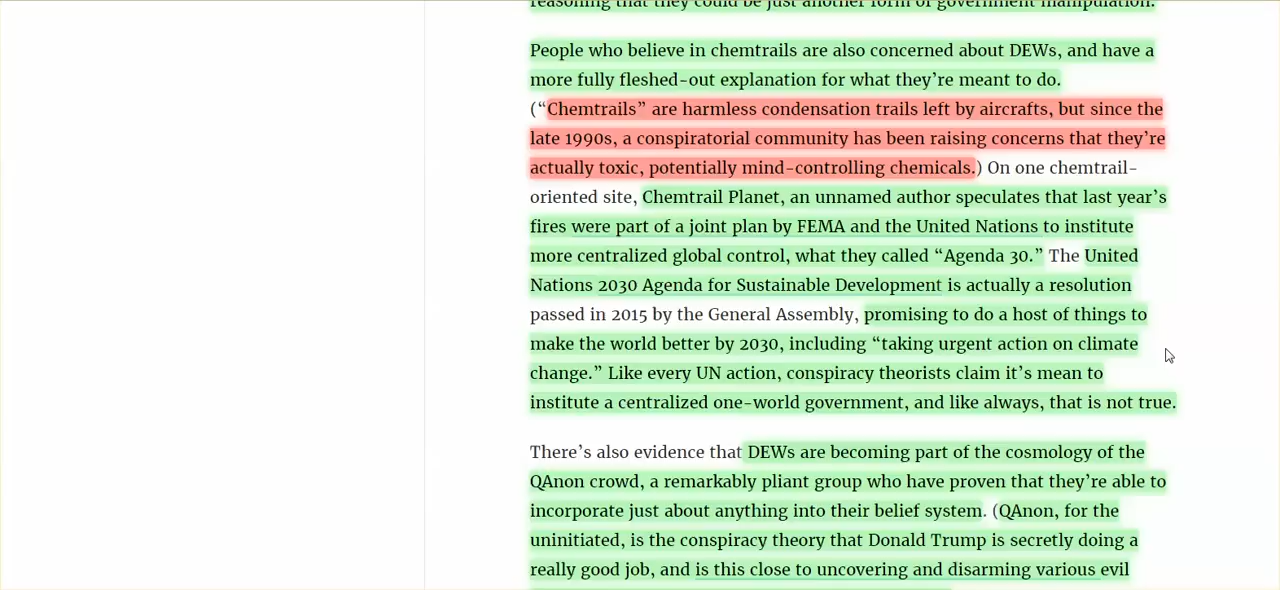 reasoning that they could be just another form of government manipulation.
People who believe in chemtrails are also concerned about DEWs, and have a
more fully fleshed-out explanation for what they’re meant to do.
(“Chemtrails” are harmless condensation trails left by aircrafts, but since the
late 1990s, a conspiratorial community has been raising concerns that they’re
actually toxic, potentially mind-controlling chemicals.) On one chemtrail-
oriented site, Chemtrail Planet, an unnamed author speculates that last year’s
fires were part of a joint plan by FEMA and the United Nations to institute
more centralized global control, what they called “Agenda 30.” The United
Nations 2030 Agenda for Sustainable Development is actually a resolution
passed in 2015 by the General Assembly, promising to do a host of things to
make the world better by 2030, including “taking urgent action on climate
change.” Like every UN action, conspiracy theorists claim it’s mean to
institute a centralized one-world government, and like always, that is not true.
There’s also evidence that DEWs are becoming part of the cosmology of the
QAnon crowd, a remarkably pliant group who have proven that they’re able to
incorporate just about anything into their belief system. (QAnon, for the
uninitiated, is the conspiracy theory that Donald Trump is secretly doing a
really good job, and is this close to uncovering and disarming various evil